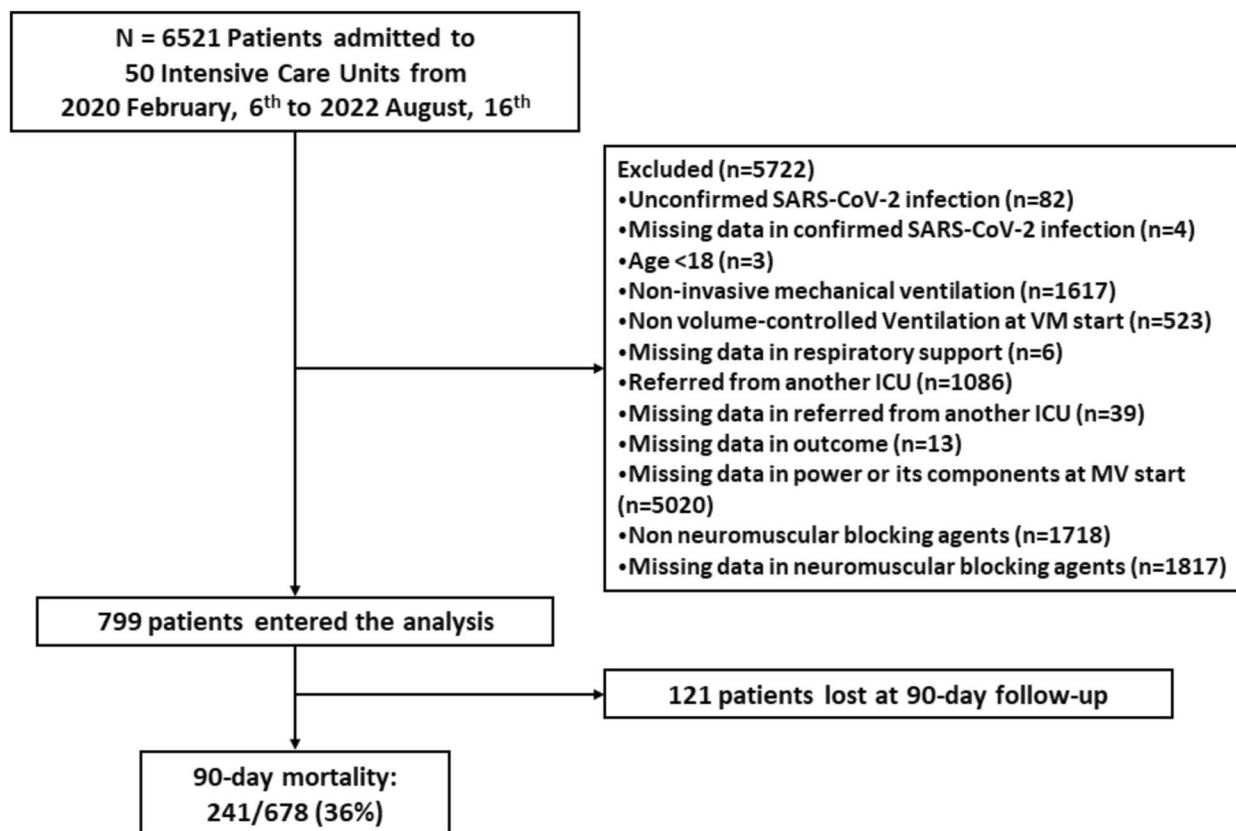 N = 6521 Patients admitted to
50 Intensive Care Units from
2020 February, 6th to 2022 August, 16th
Excluded (n=5722)
•Unconfirmed SARS-CoV-2 infection (n=82)
•Missing data in confirmed SARS-CoV-2 infection (n=4)
•Age <18 (n=3)
•Non-invasive mechanical ventilation (n=1617)
•Non volume-controlled Ventilation at VM start (n=523)
•Missing data in respiratory support (n=6)
•Referred from another ICU (n=1086)
•Missing data in referred from another ICU (n=39)
•Missing data in outcome (n=13)
•Missing data in power or its components at MV start
(n=5020)
•Non neuromuscular blocking agents (n=1718)
•Missing data in neuromuscular blocking agents (n=1817)
799 patients entered the analysis
121 patients lost at 90-day follow-up
90-day mortality:
241/678 (36%)